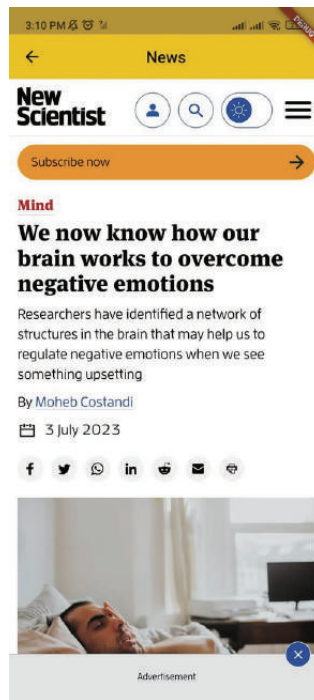 3:10 PM
DEBUG
News
New
Scientist
Subscribe now
Mind
We now know how our
brain works to overcome
negative emotions
Researchers have identified a network of
structures in the brain that may help us to
regulate negative emotions when we see
something upsetting
By Moheb Costandi
3 July 2023
Advertisement